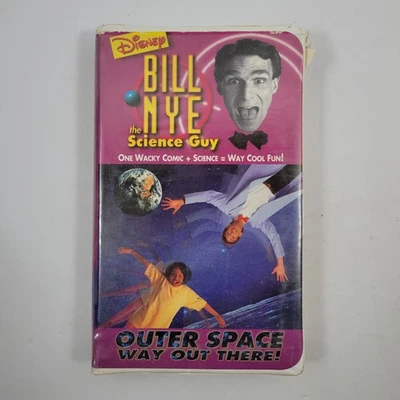 Disney
BILL
NYE
the
Science Guy
ONE WACKY COMIC + SCIENCE = WAY COOL FUN!
OUTER SPACE
WAY OUT THERE!